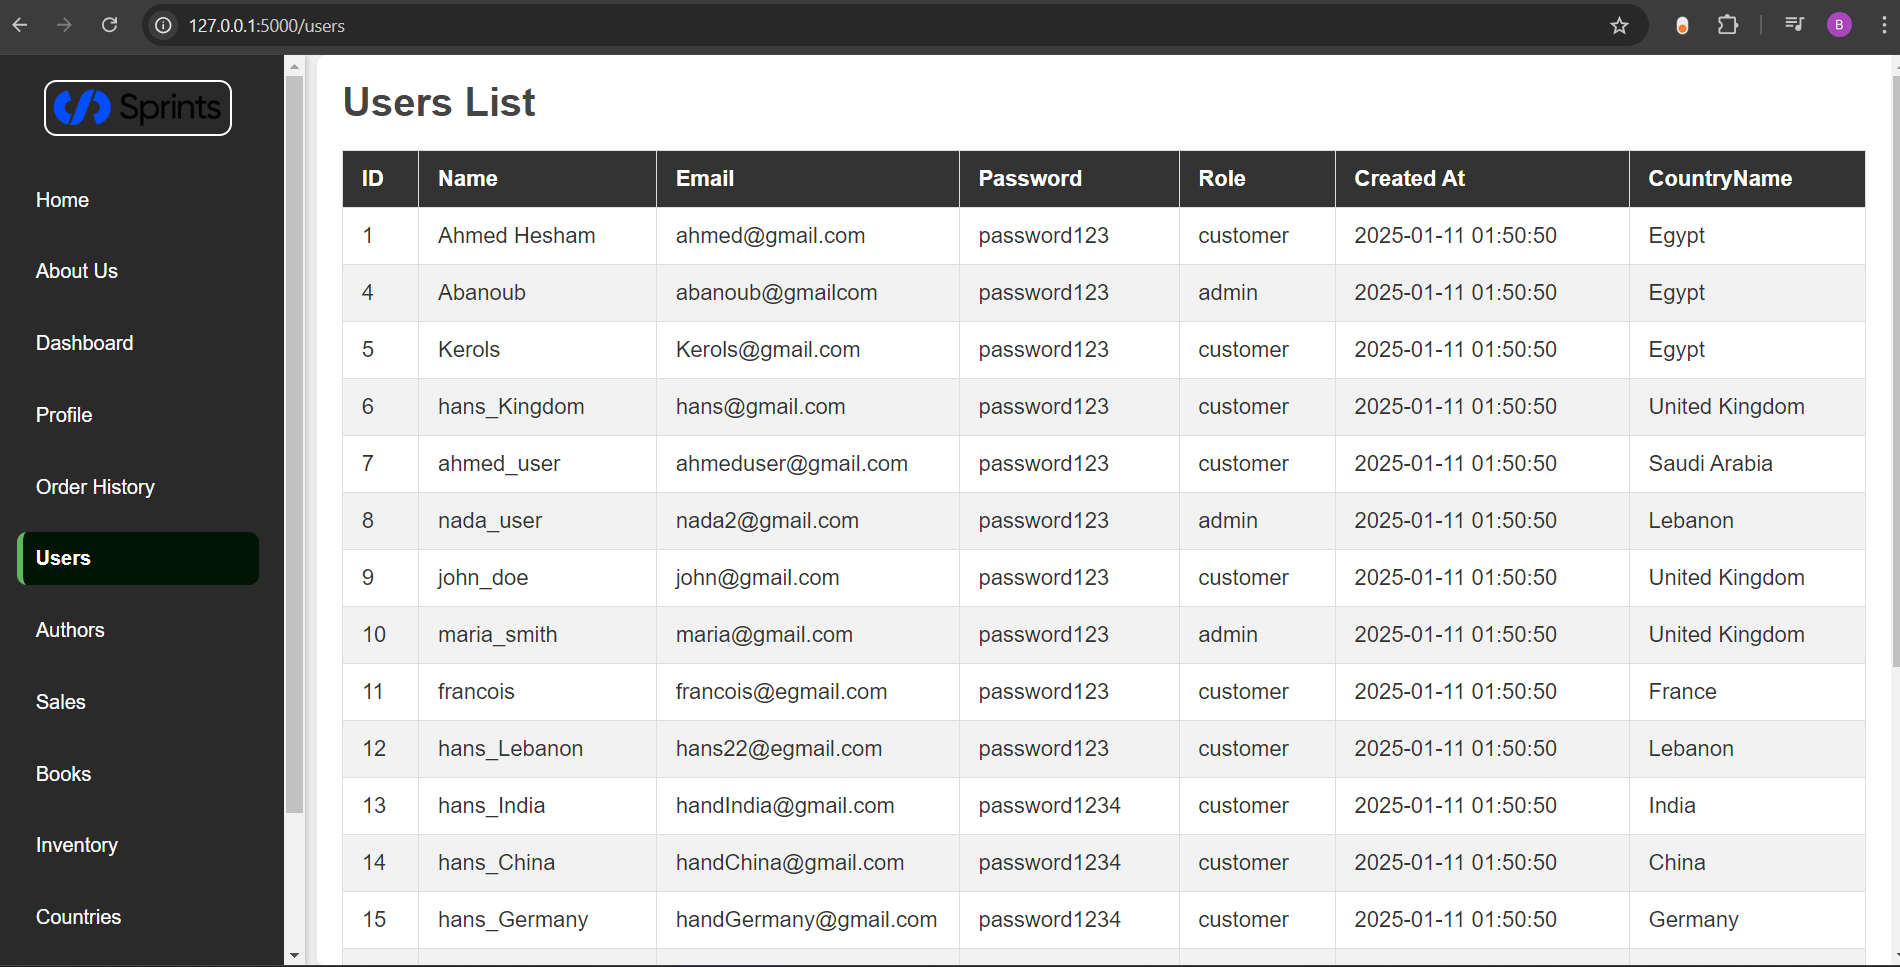 127.0.0.1:5000/users
B
Sprints
Home
About Us
Dashboard
Profile
Order History
Users
Authors
Sales
Books
Inventory
Countries
Users List
ID Name Email Password Role Created At CountryName
1 Ahmed Hesham ahmed@gmail.com password123 customer 2025-01-11 01:50:50 Egypt
4 Abanoub abanoub@gmailcom password123 admin 2025-01-11 01:50:50 Egypt
5 Kerols Kerols@gmail.com password123 customer 2025-01-11 01:50:50 Egypt
6 hans_Kingdom hans@gmail.com password123 customer 2025-01-11 01:50:50 United Kingdom
7 ahmed_user ahmeduser@gmail.com password123 customer 2025-01-11 01:50:50 Saudi Arabia
8 nada_user nada2@gmail.com password123 admin 2025-01-11 01:50:50 Lebanon
9 john_doe john@gmail.com password123 customer 2025-01-11 01:50:50 United Kingdom
10 maria_smith maria@gmail.com password123 admin 2025-01-11 01:50:50 United Kingdom
11 francois francois@egmail.com password123 customer 2025-01-11 01:50:50 France
12 hans_Lebanon hans22@egmail.com password123 customer 2025-01-11 01:50:50 Lebanon
13 hans_India handIndia@gmail.com password1234 customer 2025-01-11 01:50:50 India
14 hans_China handChina@gmail.com password1234 customer 2025-01-11 01:50:50 China
15 hans_Germany handGermany@gmail.com password1234 customer 2025-01-11 01:50:50 Germany